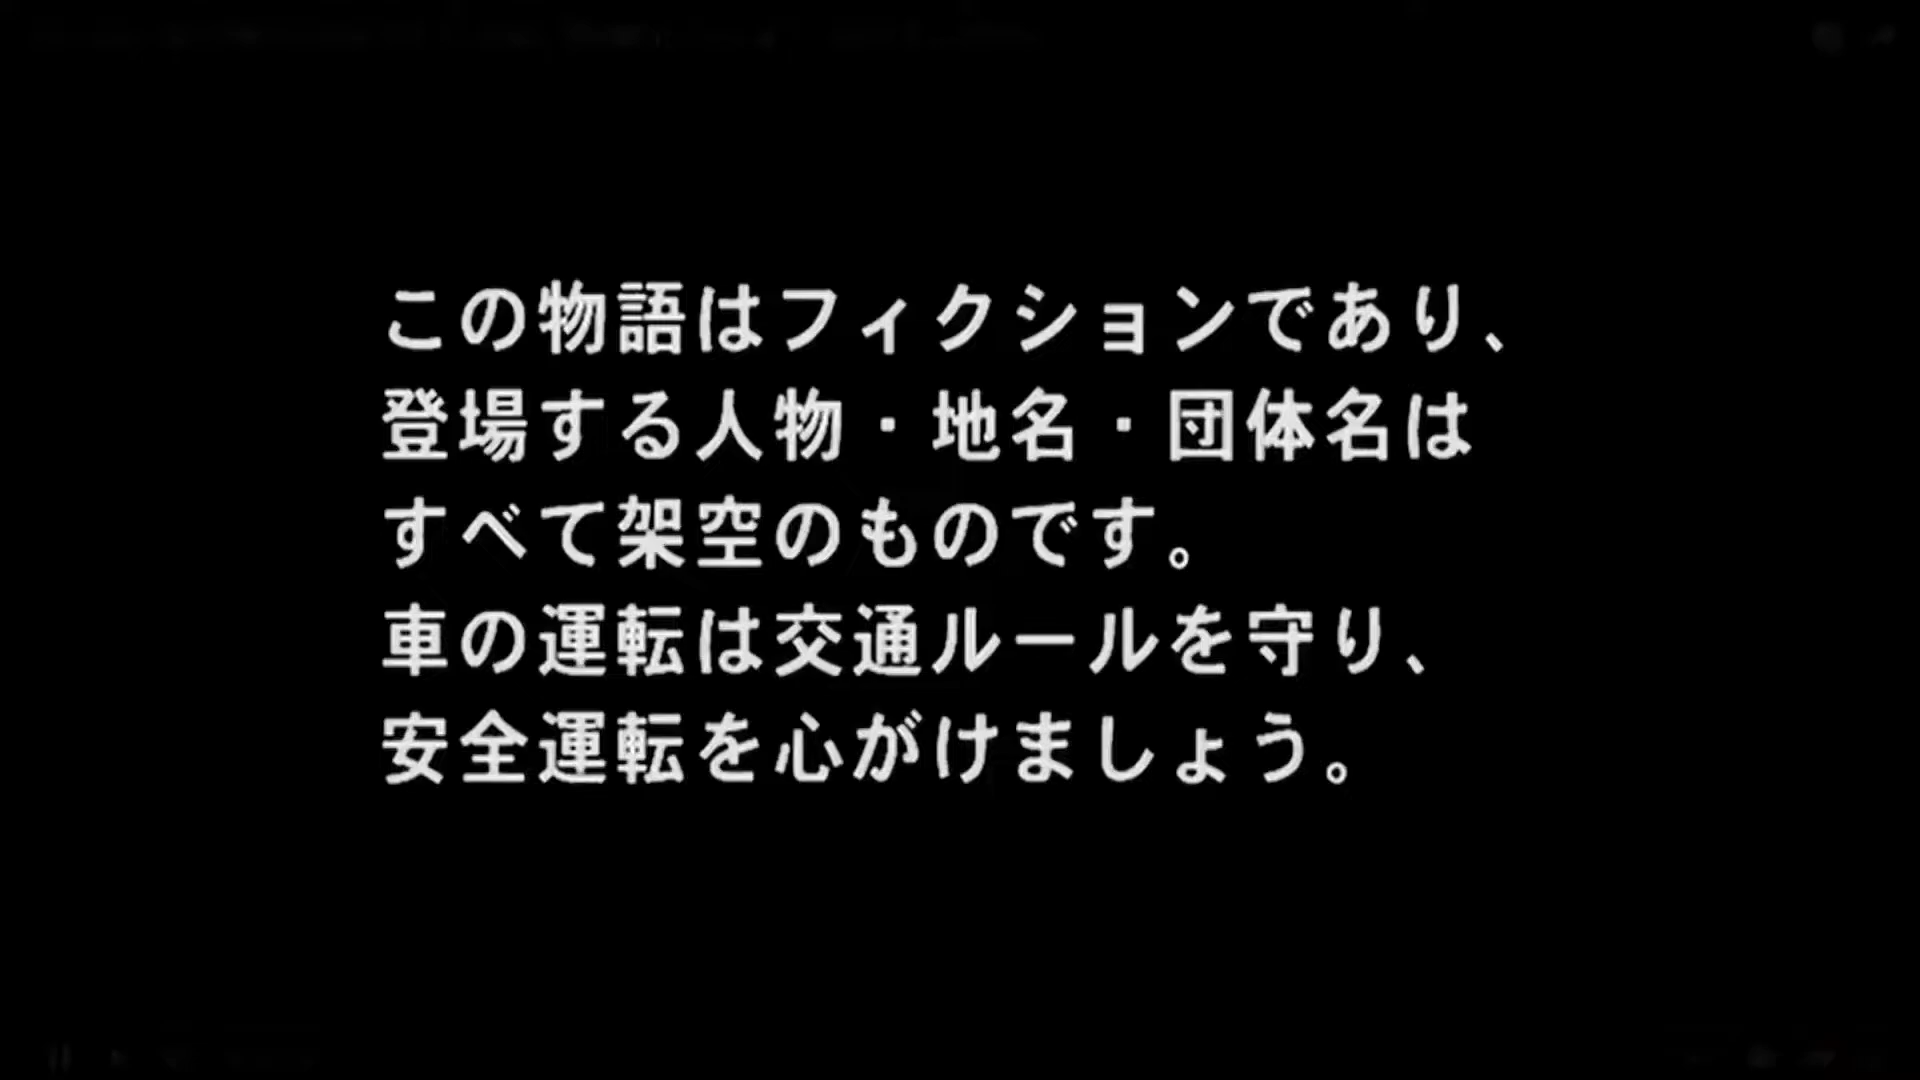 この物語はフィクションであり、
登場する人物・地名・団体名は
すべて架空のものです。
車の運転は交通ルールを守り、
安全運転を心がけましょう。